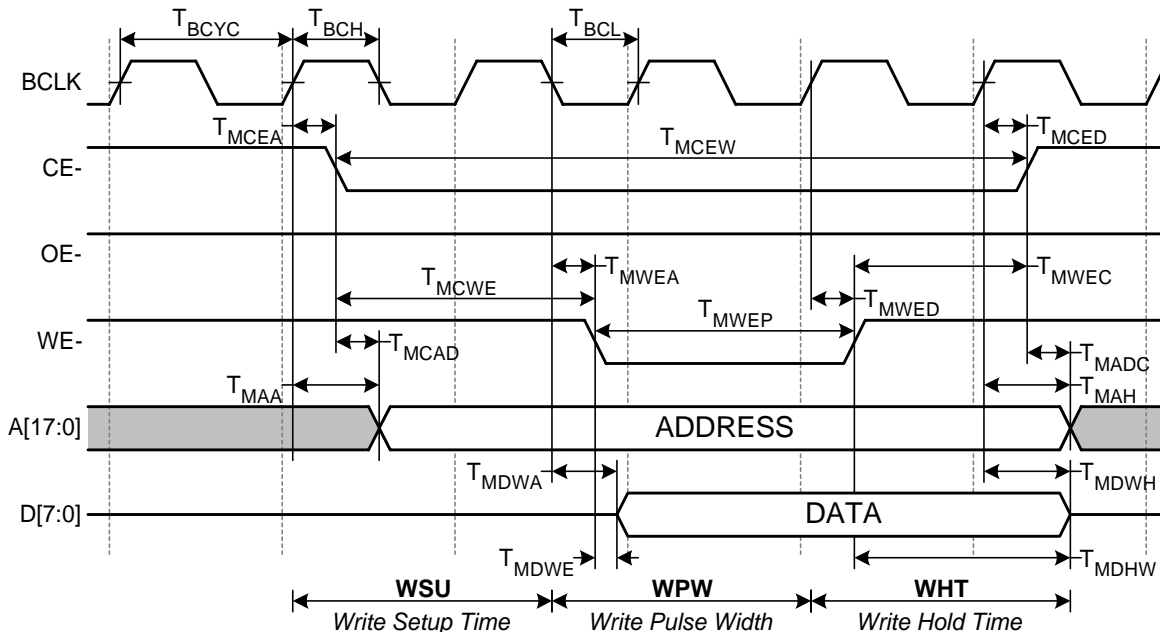 TBCYC TBCH TBCL
BCLK
TMCEA TMCEW TMCED
CE-
OE-
TMCWE TMWEA TMWEC
TMWEP TMWED
WE-
TMCAD TMADC
TMAA TMAH
A[17:0] ADDRESS
TMDWA TMDWH
D[7:0] DATA
TMDWE TMDHW
WSU WPW WHT
Write Setup Time Write Pulse Width Write Hold Time